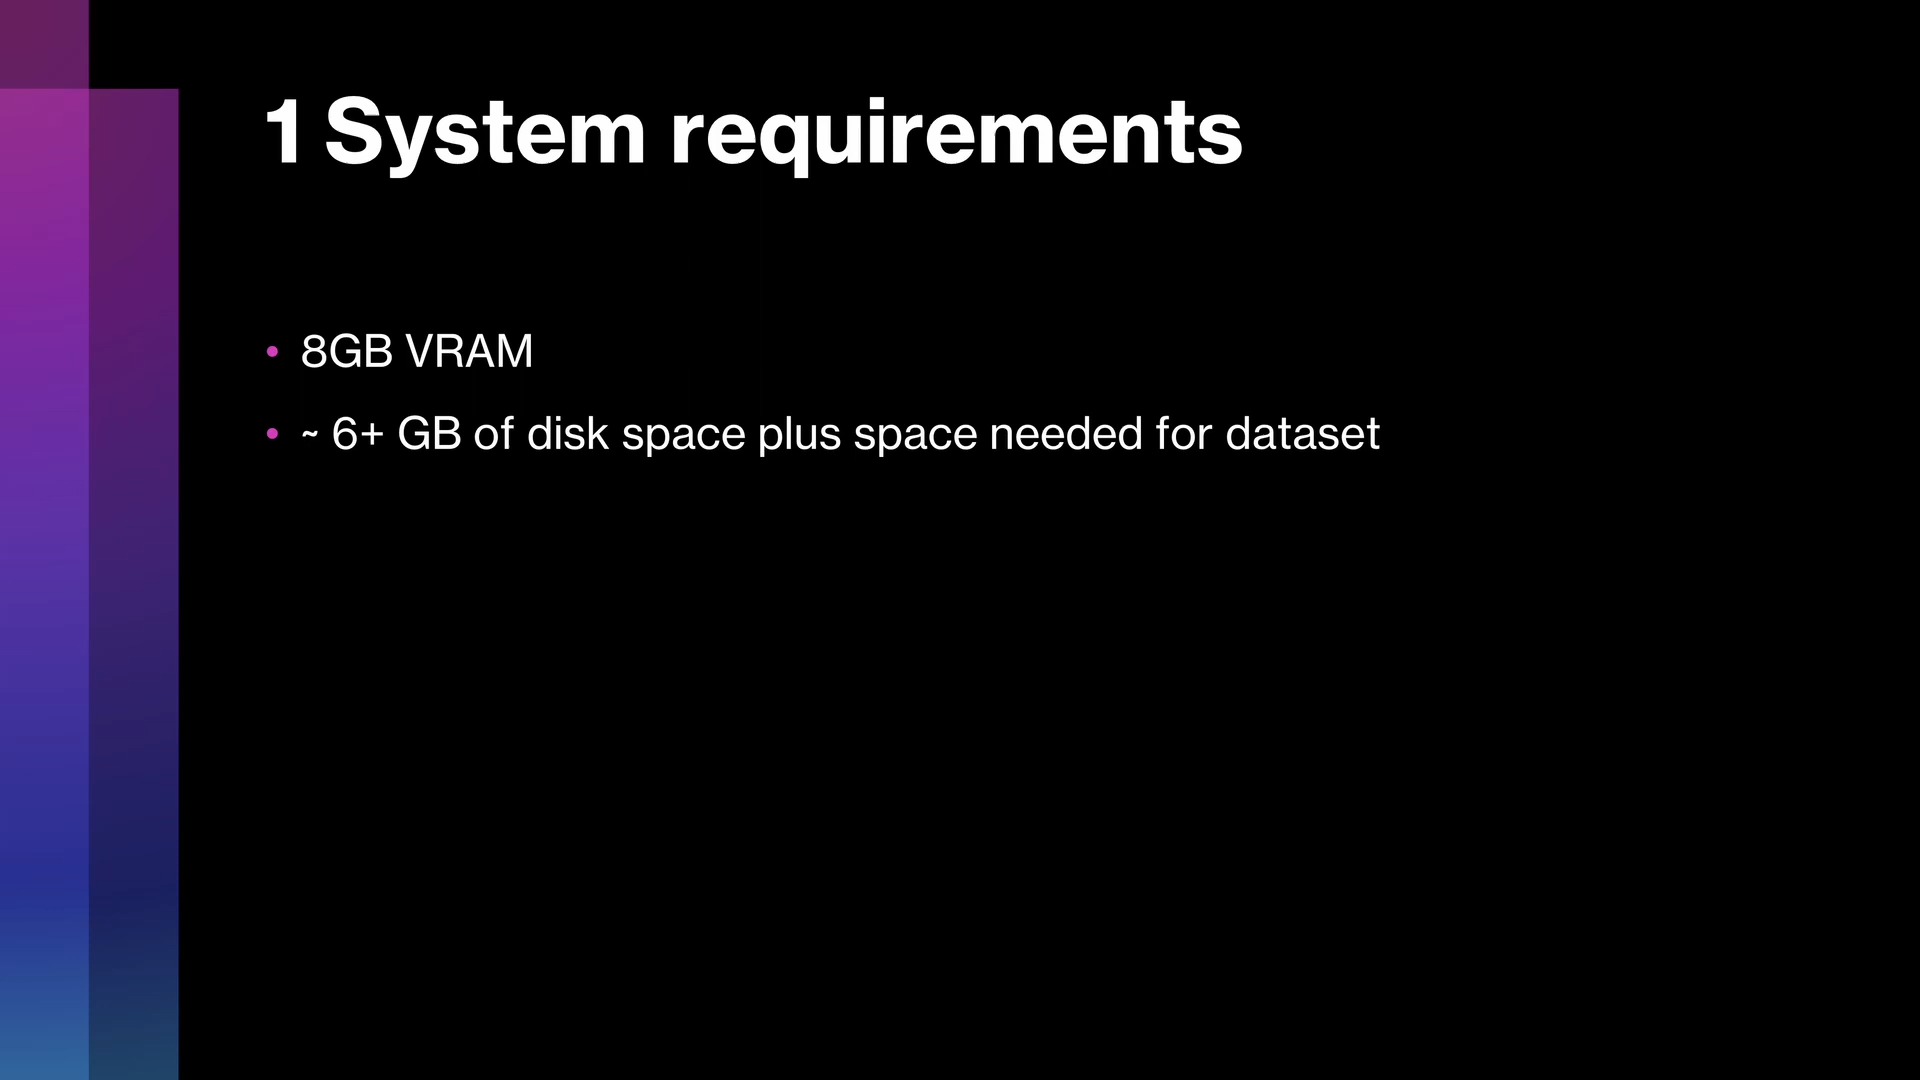 1 System requirements
• 8GB VRAM
• ~ 6+ GB of disk space plus space needed for dataset